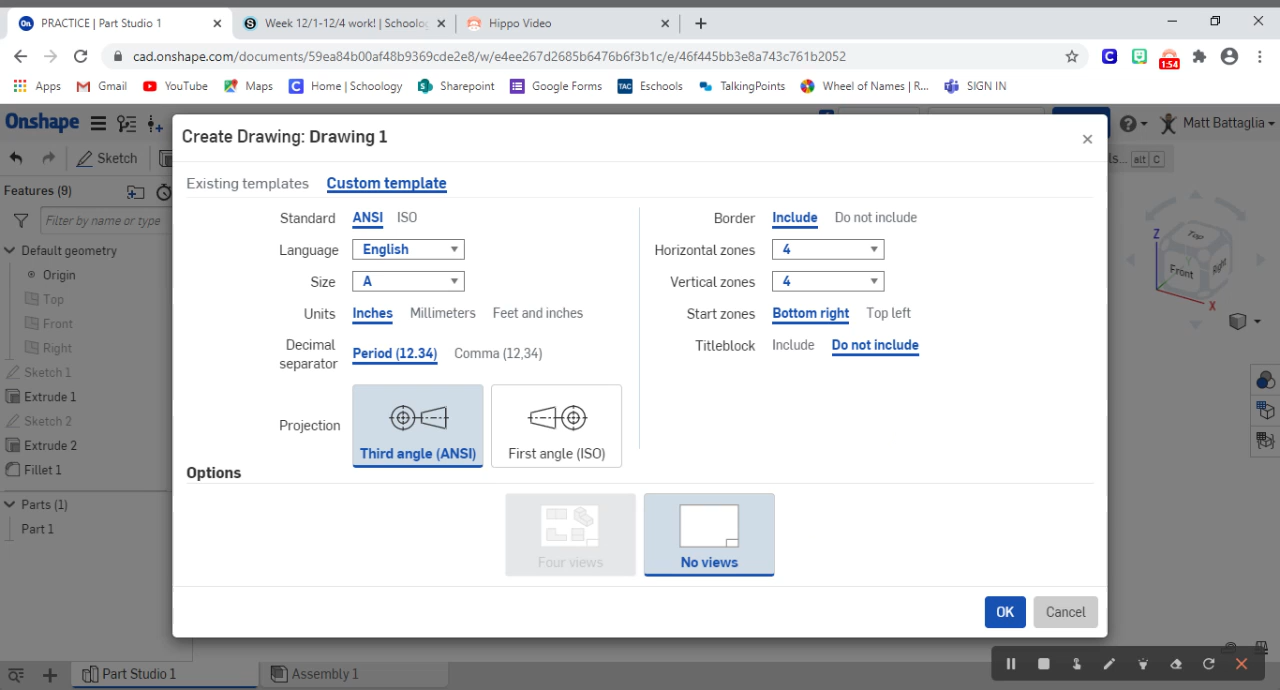 PRACTICE | Part Studio 1
Week 12/1-12/4 work! | Schoolog
Hippo Video
cad.onshape.com/documents/59ea84b00af48b9369cde2e8/w/e4ee267d2685b6476b6f3b1c/e/46f445bb3e8a743c761b2052
1:54
Apps
Gmail
YouTube
Maps
Home | Schoology
Sharepoint
Google Forms
TAC Eschools
TalkingPoints
Wheel of Names | R...
SIGN IN
Onshape
Matt Battaglia
Create Drawing: Drawing 1
Sketch
ls... alt C
Features (9)
Existing templates
Custom template
Filter by name or type
Standard ANSI ISO
Border Include Do not include
Default geometry
Language English
Horizontal zones 4
Origin
Size A
Vertical zones 4
Top
Units Inches Millimeters Feet and inches
Start zones Bottom right Top left
Front
Decimal separator Period (12.34) Comma (12,34)
Titleblock Include Do not include
Right
Sketch 1
Extrude 1
Sketch 2
Projection
Extrude 2
Third angle (ANSI)
First angle (ISO)
Fillet 1
Options
Parts (1)
Part 1
Four views
No views
OK
Cancel
Part Studio 1
Assembly 1
Z
Top
Front
Right
X